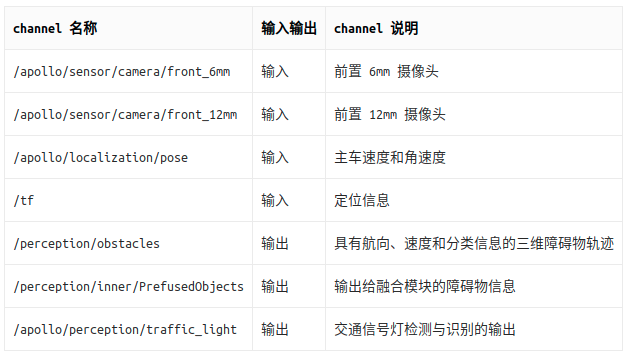 channel 名称 输入输出 channel 说明
/apollo/sensor/camera/front_6mm 输入 前置 6mm 摄像头
/apollo/sensor/camera/front_12mm 输入 前置 12mm 摄像头
/apollo/localization/pose 输入 主车速度和角速度
/tf 输入 定位信息
/perception/obstacles 输出 具有航向、速度和分类信息的三维障碍物轨迹
/perception/inner/PrefusedObjects 输出 输出给融合模块的障碍物信息
/apollo/perception/traffic_light 输出 交通信号灯检测与识别的输出